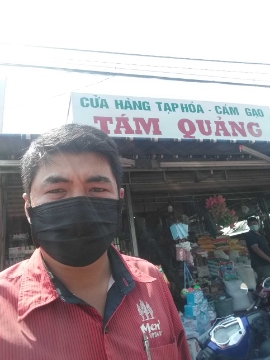 CỬA HÀNG TẠP HÓA - CÁM GẠO
TÁM QUẢNG